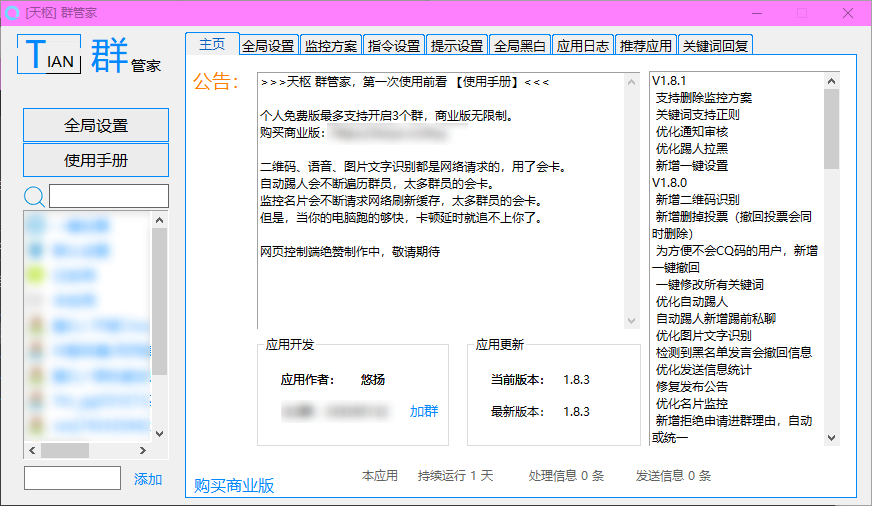 [天枢] 群管家
TIAN 群管家
主页 全局设置 监控方案 指令设置 提示设置 全局黑白 应用日志 推荐应用 关键词回复
全局设置
使用手册
添加
公告：
>>>天枢 群管家，第一次使用前看 【使用手册】<<<
个人免费版最多支持开启3个群，商业版无限制。
购买商业版：
二维码、语音、图片文字识别都是网络请求的，用了会卡。
自动踢人会不断遍历群员，太多群员的会卡。
监控名片会不断请求网络刷新缓存，太多群员的会卡。
但是，当你的电脑跑的够快，卡顿延时就追不上你了。
网页控制端绝赞制作中，敬请期待
V1.8.1
支持删除监控方案
关键词支持正则
优化通知审核
优化踢人拉黑
新增一键设置
V1.8.0
新增二维码识别
新增删掉投票（撤回投票会同
时删除）
为方便不会CQ码的用户，新增
一键撤回
一键修改所有关键词
优化自动踢人
自动踢人新增踢前私聊
优化图片文字识别
检测到黑名单发言会撤回信息
优化发送信息统计
修复发布公告
优化名片监控
新增拒绝申请进群理由，自动
或统一
应用开发
应用作者： 悠扬
加群
应用更新
当前版本： 1.8.3
最新版本： 1.8.3
购买商业版
本应用 持续运行 1 天 处理信息 0 条 发送信息 0 条